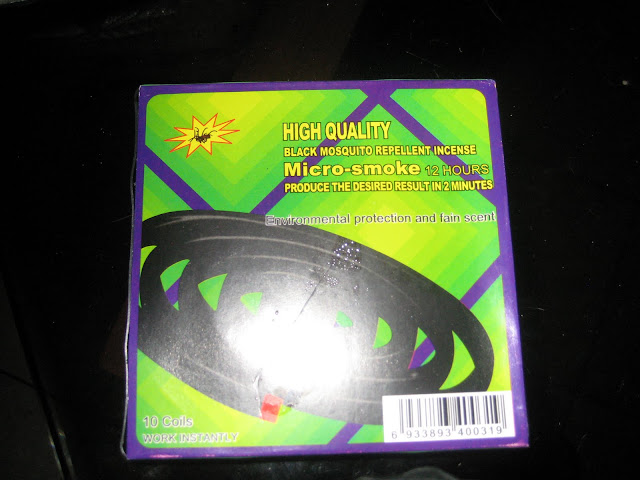 HIGH QUALITY
BLACK MOSQUITO REPELLENT INCENSE
Micro-smoke 12 HOURS
PRODUCE THE DESIRED RESULT IN 2 MINUTES
Environmental protection and fain scent
10 Coils
WORK INSTANTLY
6 933893 400319